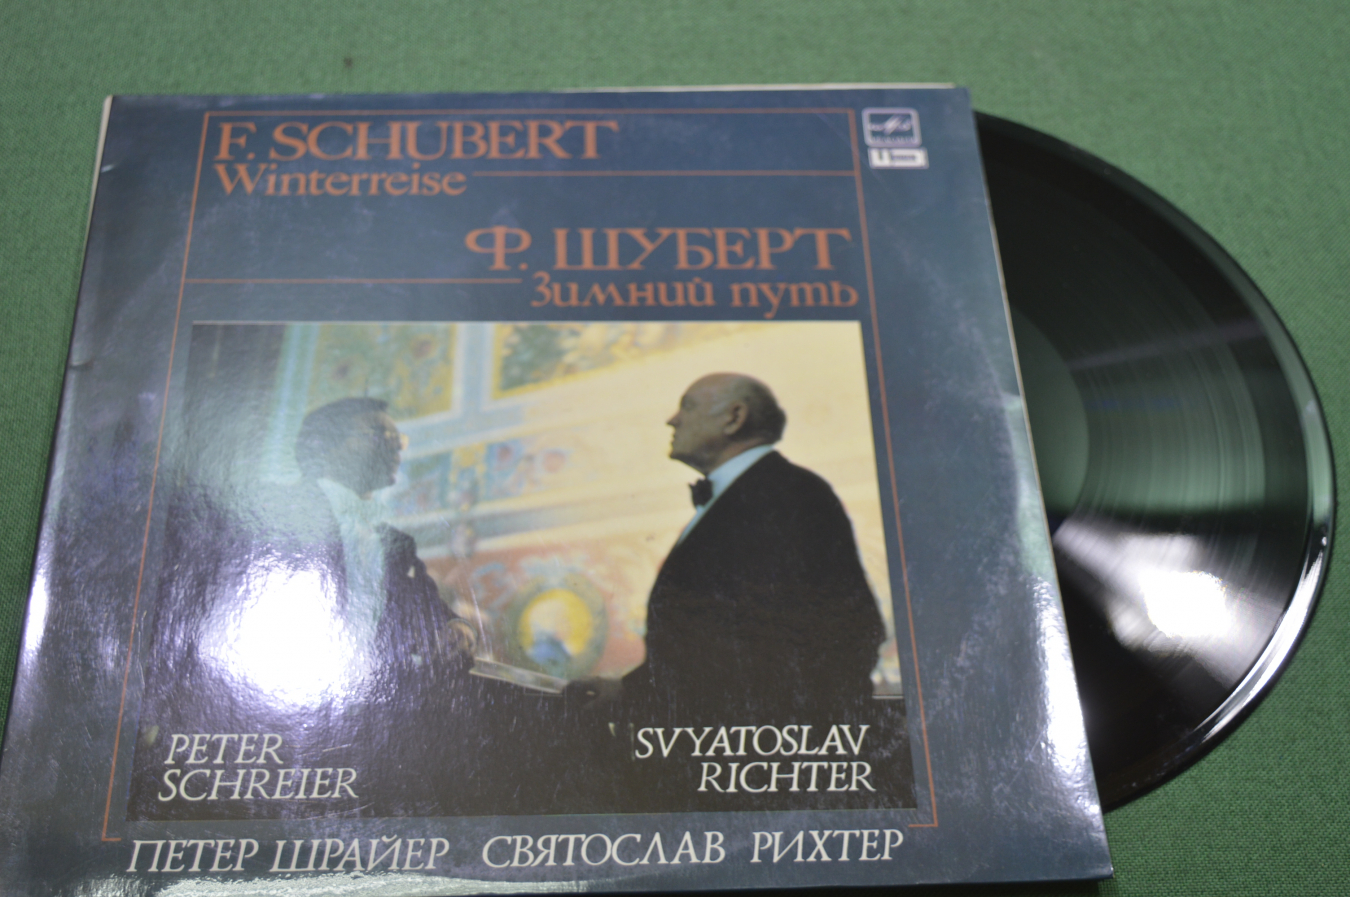 F. SCHUBERT
Winterreise
Ф. ШУБЕРТ
Зимний путь
PETER
SCHREIER
SVYATOSLAV
RICHTER
ПЕТЕР ШРАЙЕР СВЯТОСЛАВ РИХТЕР